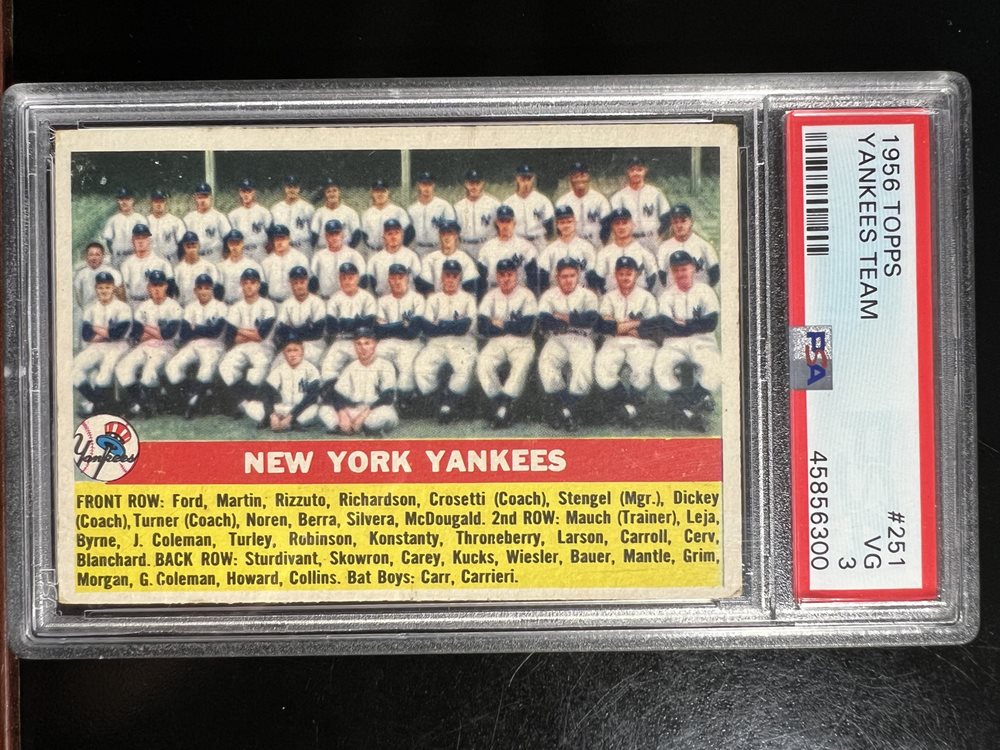 Yankees
NEW YORK YANKEES
FRONT ROW: Ford, Martin, Rizzuto, Richardson, Crosetti (Coach), Stengel (Mgr.), Dickey
(Coach), Turner (Coach), Noren, Berra, Silvera, McDougald. 2nd ROW: Mauch (Trainer), Leja,
Byrne, J. Coleman, Turley, Robinson, Konstanty, Throneberry, Larson, Carroll, Cerv,
Blanchard. BACK ROW: Sturdivant, Skowron, Carey, Kucks, Wiesler, Bauer, Mantle, Grim,
Morgan, G. Coleman, Howard, Collins. Bat Boys: Carr, Carrieri.
1956 TOPPS #251
YANKEES TEAM VG
3
PSA 45856300